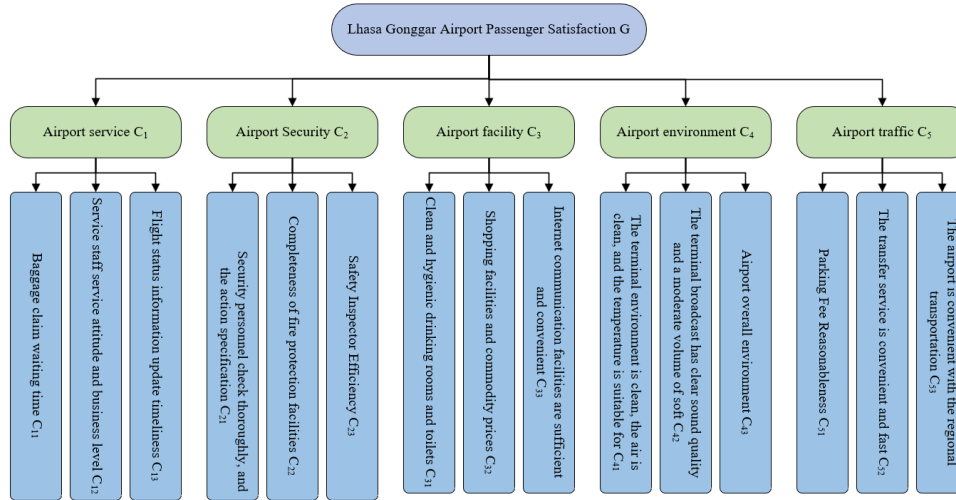 Lhasa Gonggar Airport Passenger Satisfaction G
Airport service C₁
Airport Security C₂
Airport facility C₃
Airport environment C₄
Airport traffic C₅
Baggage claim waiting time C₁₁
Service staff service attitude and business level C₁₂
Flight status information update timeliness C₁₃
Security personnel check thoroughly, and
the action specification C₂₁
Completeness of fire protection facilities C₂₂
Safety Inspector Efficiency C₂₃
Clean and hygienic drinking rooms and toilets C₃₁
Shopping facilities and commodity prices C₃₂
Internet communication facilities are sufficient
and convenient C₃₃
The terminal environment is clean, the air is
clean, and the temperature is suitable for C₄₁
The terminal broadcast has clear sound quality
and a moderate volume of soft C₄₂
Airport overall environment C₄₃
Parking Fee Reasonableness C₅₁
The transfer service is convenient and fast C₅₂
The airport is convenient with the regional
transportation C₅₃